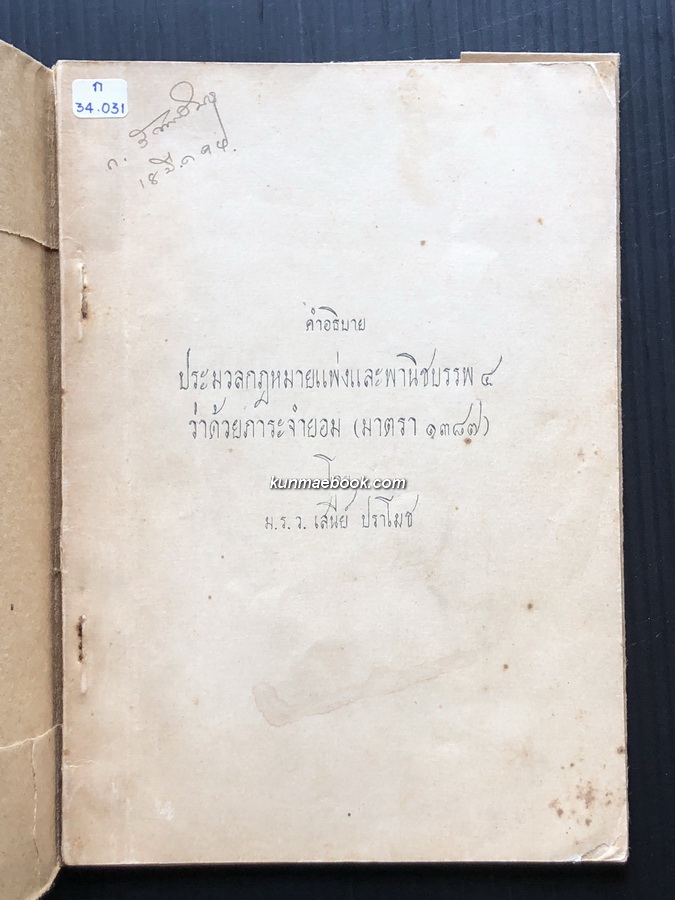 ก
34.031
คำอธิบาย
ประมวลกฎหมายแพ่งและพานิชบรรพ ๔
ว่าด้วยภาระจำยอม (มาตรา ๑๓๘๗)
โดย
kunmaebook.com
ม.ร.ว. เสนีย์ ปราโมช